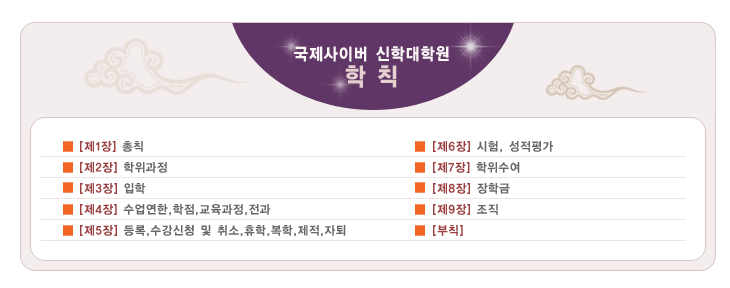 국제사이버 신학대학원
학 칙
[제1장] 총칙
[제2장] 학위과정
[제3장] 입학
[제4장] 수업연한,학점,교육과정,전과
[제5장] 등록,수강신청 및 취소,휴학,복학,제적,자퇴
[제6장] 시험, 성적평가
[제7장] 학위수여
[제8장] 장학금
[제9장] 조직
[부칙]